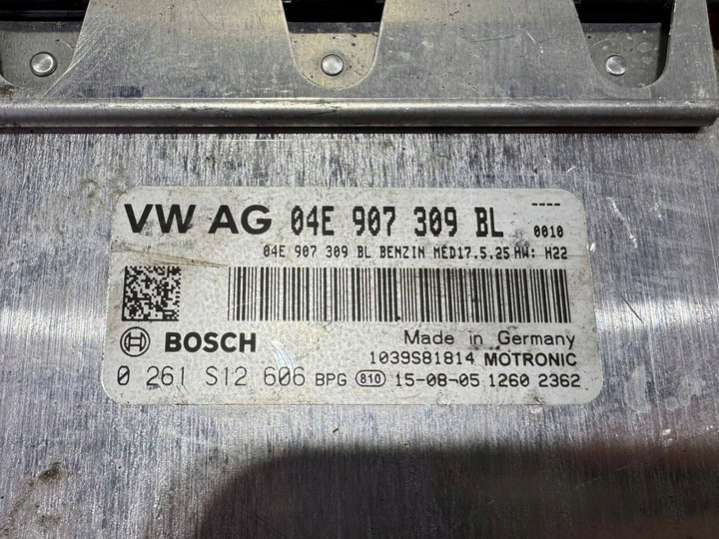 ----
VW AG 04E 907 309 BL 0010
04E 907 309 BL BENZIN MED17.5.25 HW: H22
BOSCH
Made in Germany
1039S81814 MOTRONIC
0 261 S12 606 BPG 810 15-08-05 1260 2362